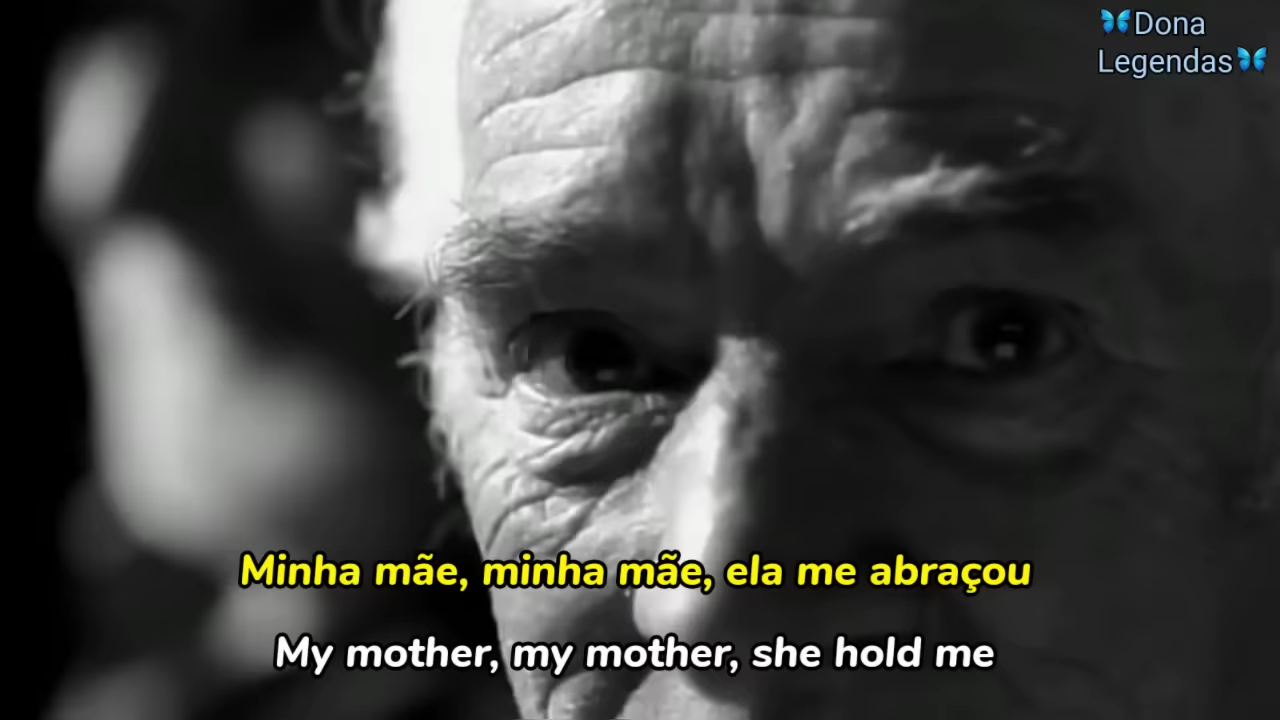 🦋Dona
Legendas🦋
Minha mãe, minha mãe, ela me abraçou
My mother, my mother, she hold me